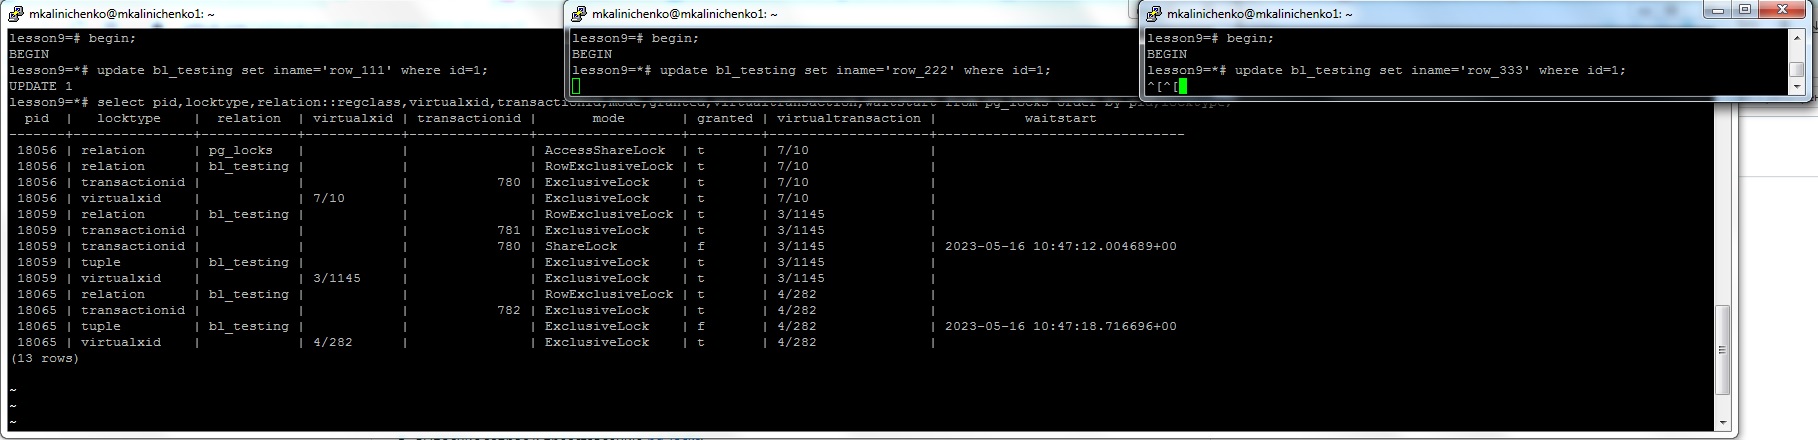 mkalinichenko@mkalinichenko1: ~
lesson9=# begin;
BEGIN
lesson9=*# update bl_testing set iname='row_111' where id=1;
UPDATE 1
lesson9=*# select pid,locktype,relation::regclass,virtualxid,transactionid,mode,granted,virtualtransaction,waitstart from pg_locks order by pid,locktype;
pid | locktype | relation | virtualxid | transactionid | mode | granted | virtualtransaction | waitstart
-------+---------------+------------+------------+---------------+------------------+---------+--------------------+-------------------------------
18056 | relation | pg_locks | | | AccessShareLock | t | 7/10 |
18056 | relation | bl_testing | | | RowExclusiveLock | t | 7/10 |
18056 | transactionid | | | 780 | ExclusiveLock | t | 7/10 |
18056 | virtualxid | | 7/10 | | ExclusiveLock | t | 7/10 |
18059 | relation | bl_testing | | | RowExclusiveLock | t | 3/1145 |
18059 | transactionid | | | 781 | ExclusiveLock | t | 3/1145 |
18059 | transactionid | | | 780 | ShareLock | f | 3/1145 | 2023-05-16 10:47:12.004689+00
18059 | tuple | bl_testing | | | ExclusiveLock | t | 3/1145 |
18059 | virtualxid | | 3/1145 | | ExclusiveLock | t | 3/1145 |
18065 | relation | bl_testing | | | RowExclusiveLock | t | 4/282 |
18065 | transactionid | | | 782 | ExclusiveLock | t | 4/282 |
18065 | tuple | bl_testing | | | ExclusiveLock | f | 4/282 | 2023-05-16 10:47:18.716696+00
18065 | virtualxid | | 4/282 | | ExclusiveLock | t | 4/282 |
(13 rows)
~
~
~
mkalinichenko@mkalinichenko1: ~
lesson9=# begin;
BEGIN
lesson9=*# update bl_testing set iname='row_222' where id=1;
mkalinichenko@mkalinichenko1: ~
lesson9=# begin;
BEGIN
lesson9=*# update bl_testing set iname='row_333' where id=1;
^[^[